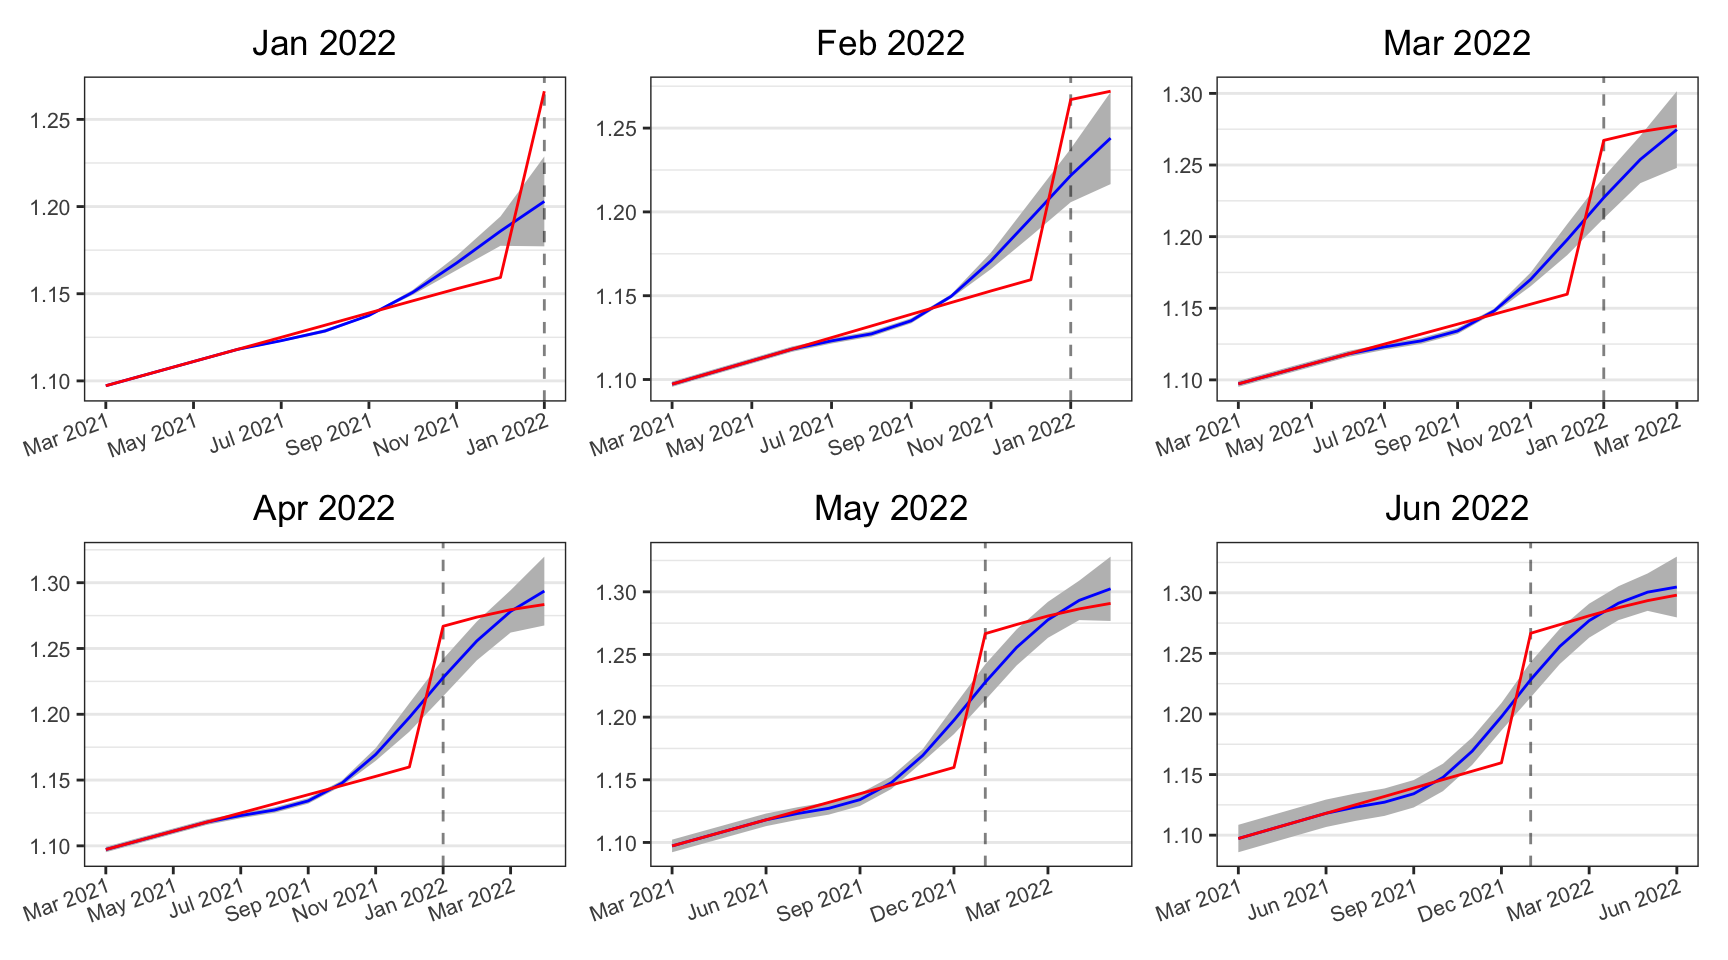 Jan 2022
Feb 2022
Mar 2022
1.25
1.20
1.15
1.10
Mar 2021
May 2021
Jul 2021
Sep 2021
Nov 2021
Jan 2022
1.25
1.20
1.15
1.10
Mar 2021
May 2021
Jul 2021
Sep 2021
Nov 2021
Jan 2022
1.30
1.25
1.20
1.15
1.10
Mar 2021
May 2021
Jul 2021
Sep 2021
Nov 2021
Jan 2022
Mar 2022
Apr 2022
May 2022
Jun 2022
1.30
1.25
1.20
1.15
1.10
Mar 2021
May 2021
Jul 2021
Sep 2021
Nov 2021
Jan 2022
Mar 2022
1.30
1.25
1.20
1.15
1.10
Mar 2021
Jun 2021
Sep 2021
Dec 2021
Mar 2022
1.30
1.25
1.20
1.15
1.10
Mar 2021
Jun 2021
Sep 2021
Dec 2021
Mar 2022
Jun 2022